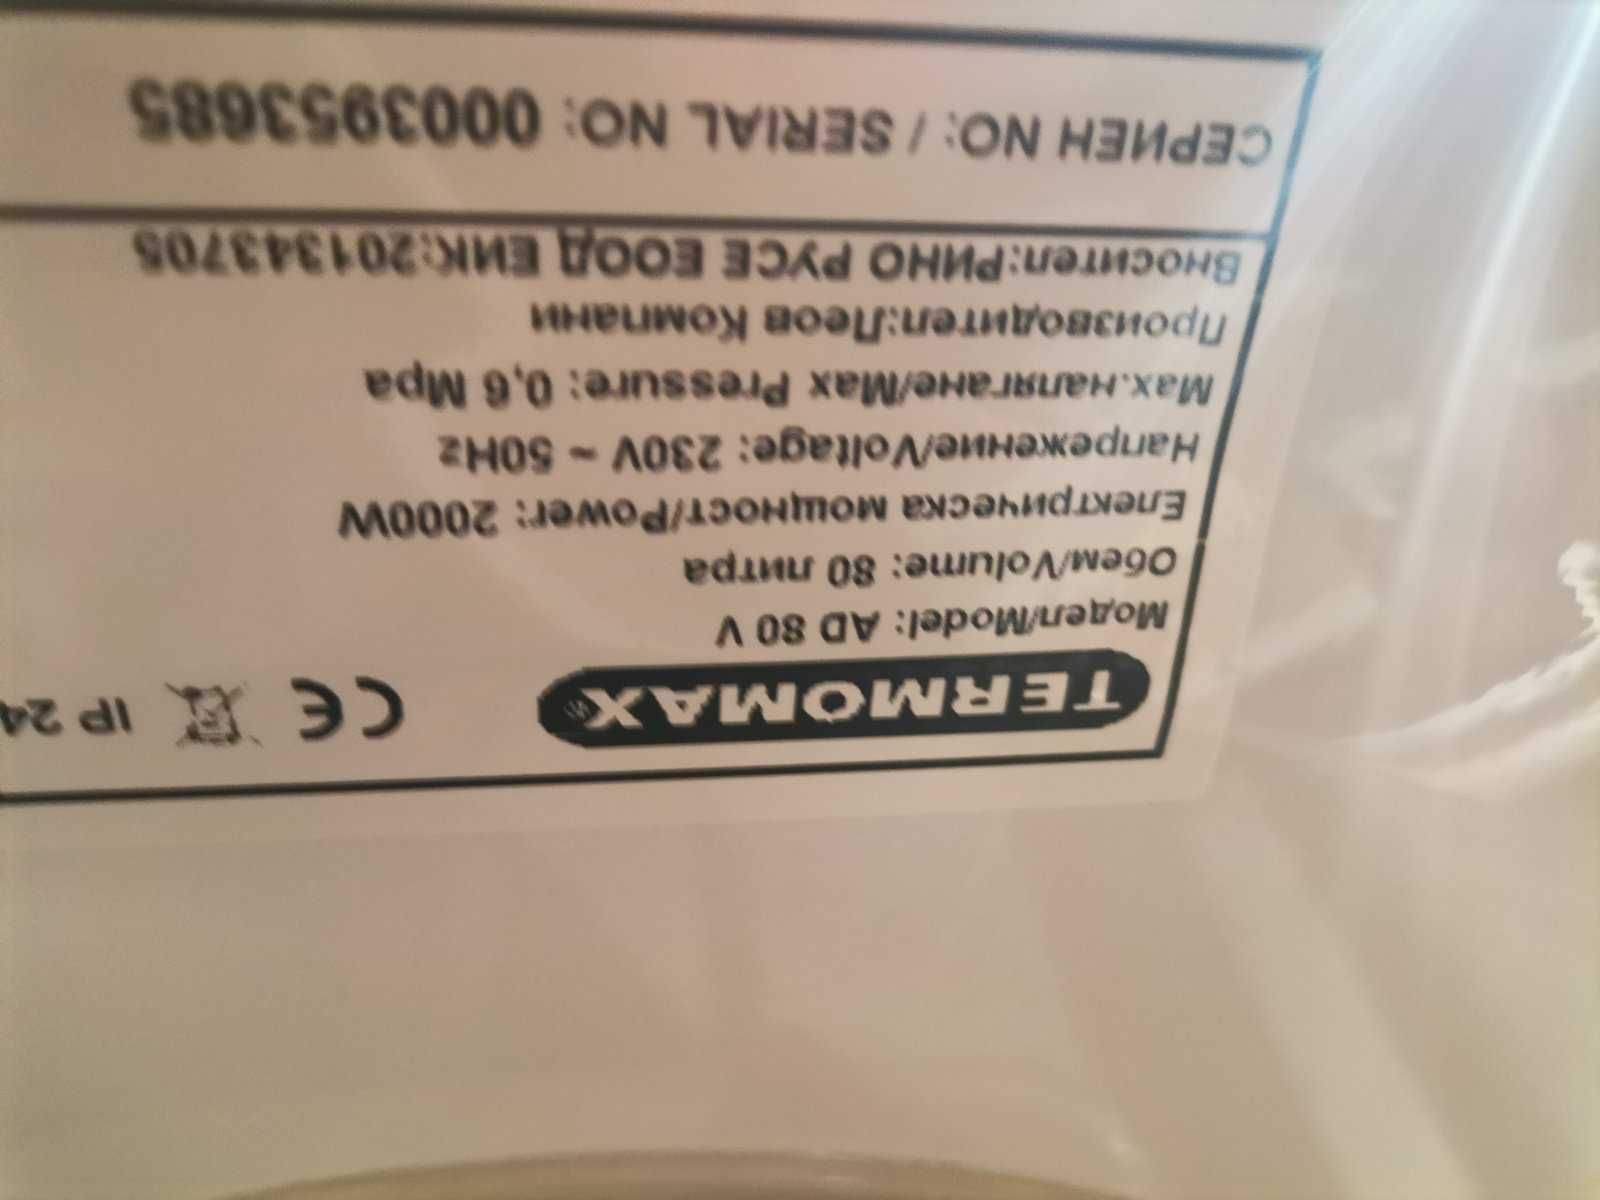 TERMOMAX® CE IP 24
Модел/Model: AD 80 V
Обем/Volume: 80 литра
Електрическа мощност/Power: 2000W
Напрежение/Voltage: 230V ~ 50Hz
Мах.налягане/Max Pressure: 0,6 Mpa
Производител:Леов Компани
Вносител:РИНО РУСЕ ЕООД ЕИК:201343705
СЕРИЕН NO: / SERIAL NO: 0003953685